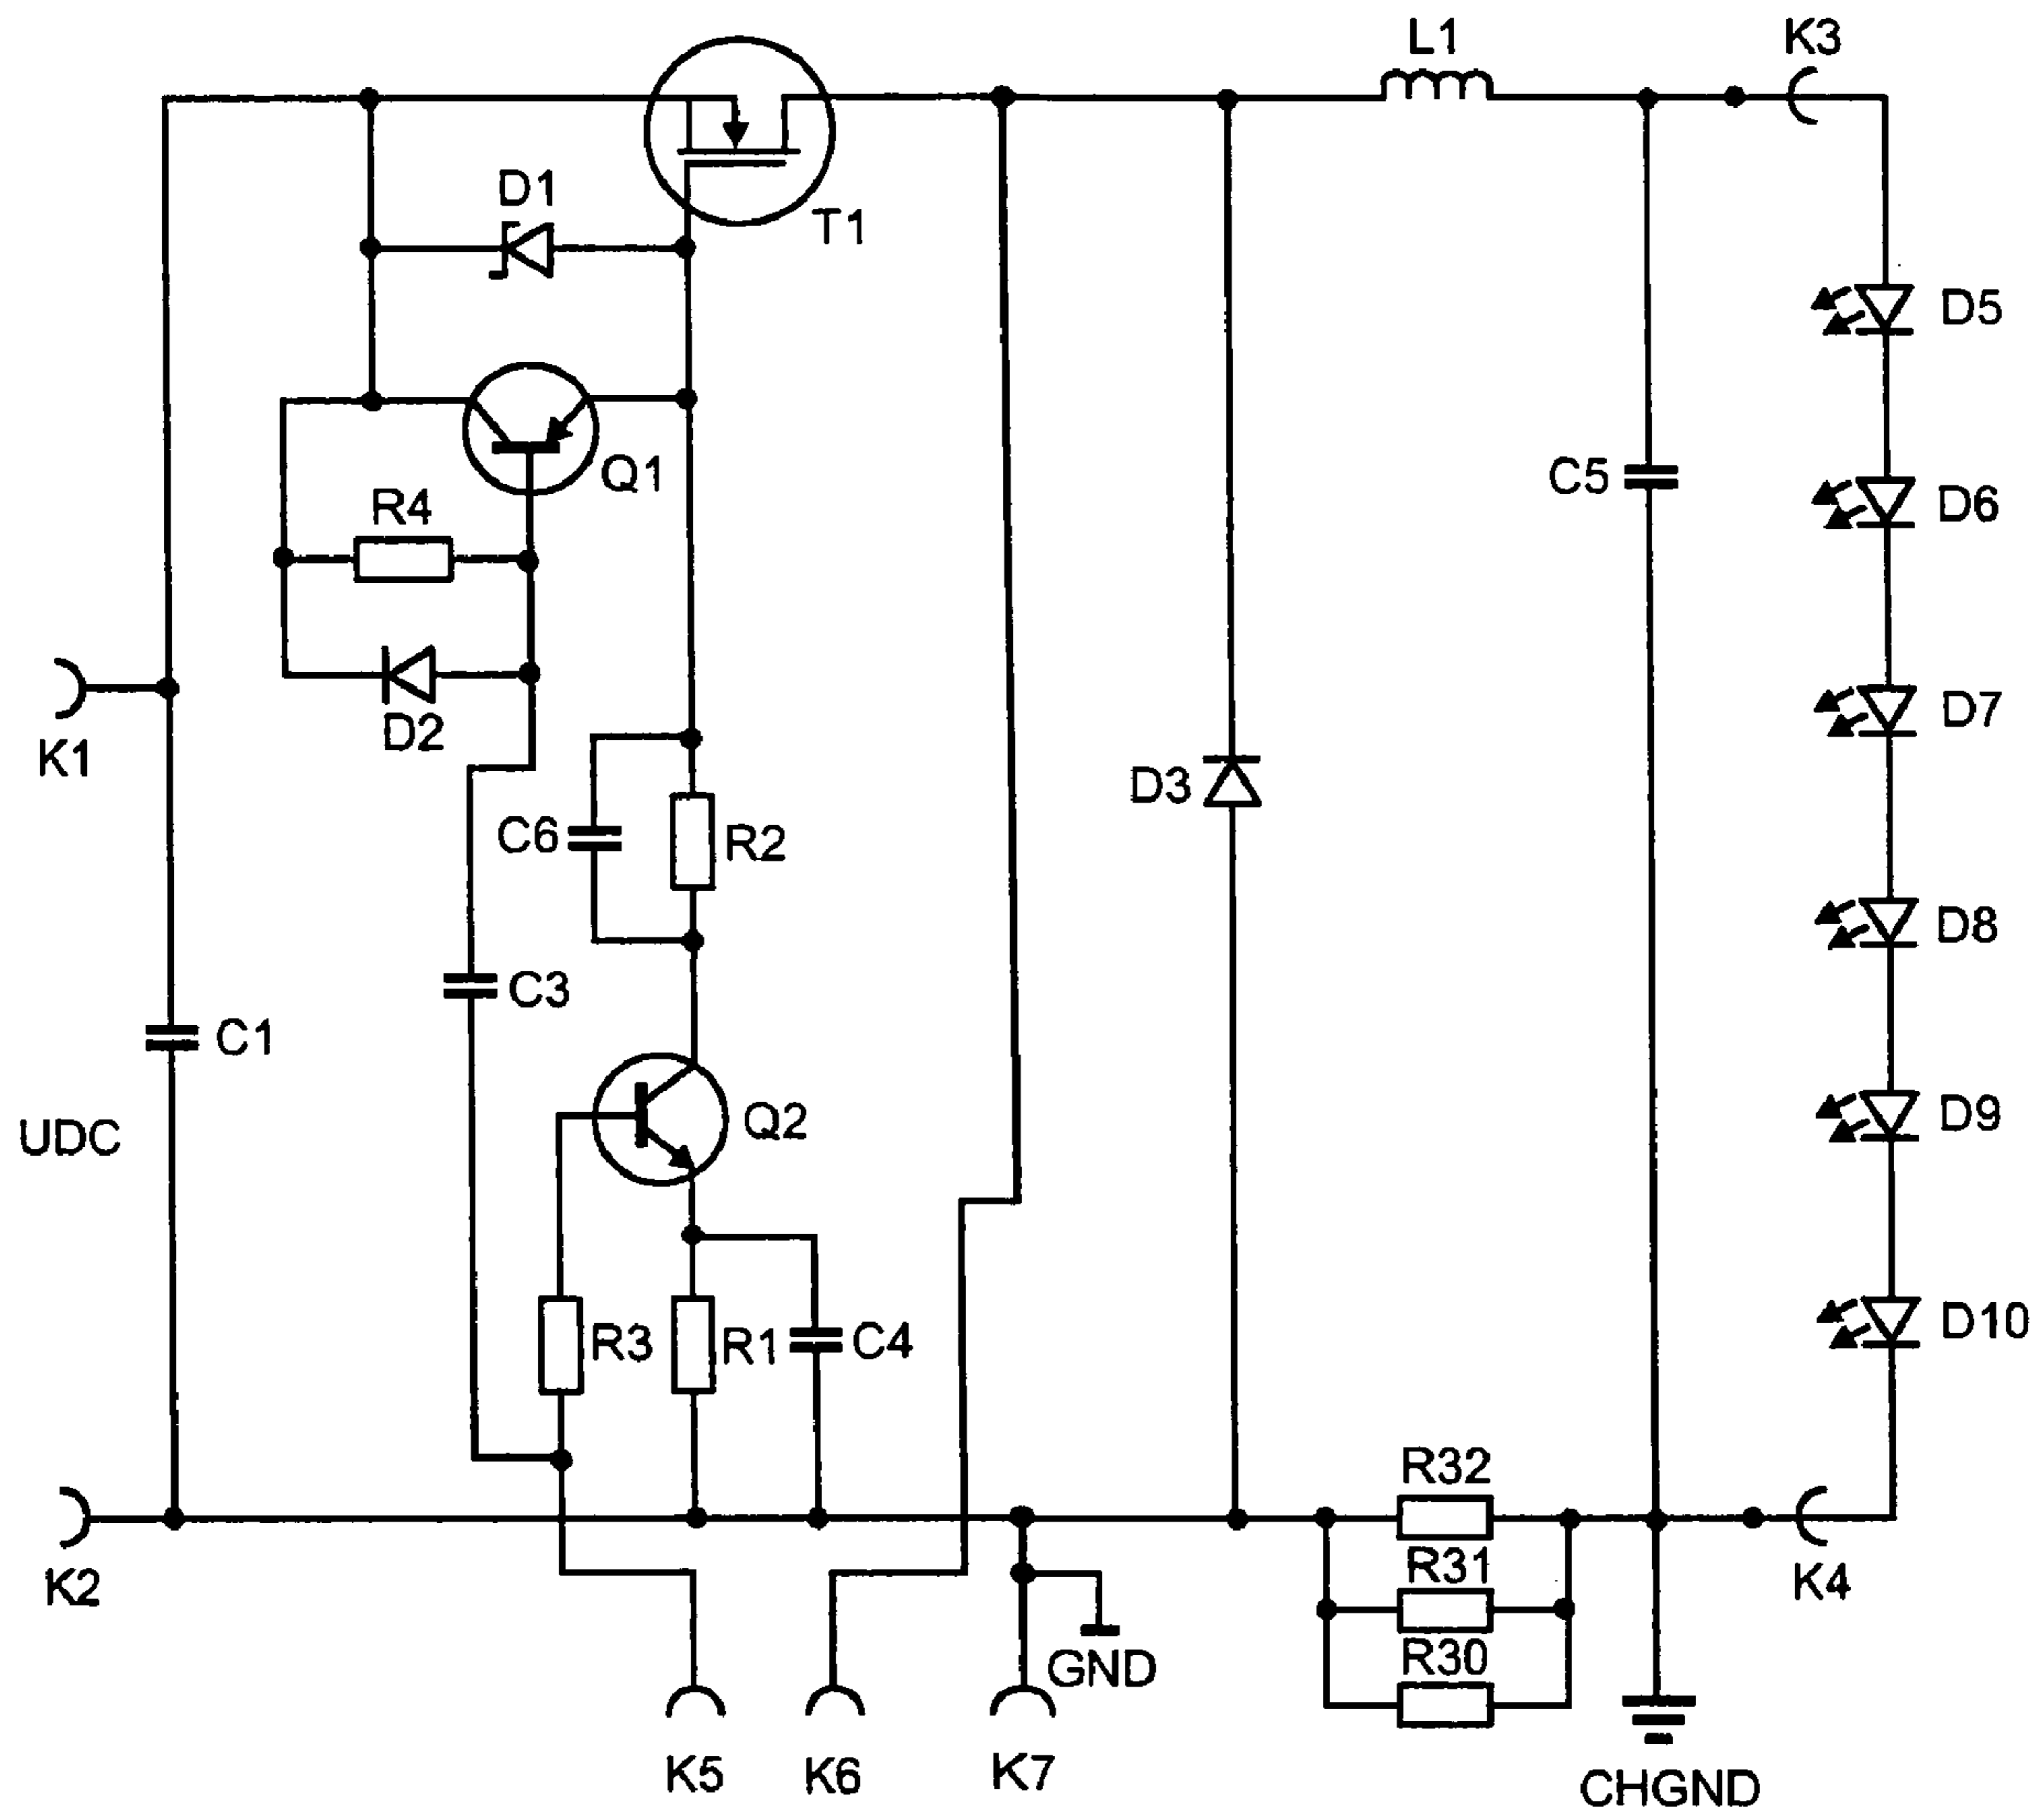 L1
K3
D1
T1
D5
Q1
C5
D6
R4
K1
D2
D7
D3
C6
R2
D8
C3
C1
UDC
Q2
D9
R3
R1
C4
D10
R32
K2
R31
K4
GND
R30
K5
K6
K7
CHGND